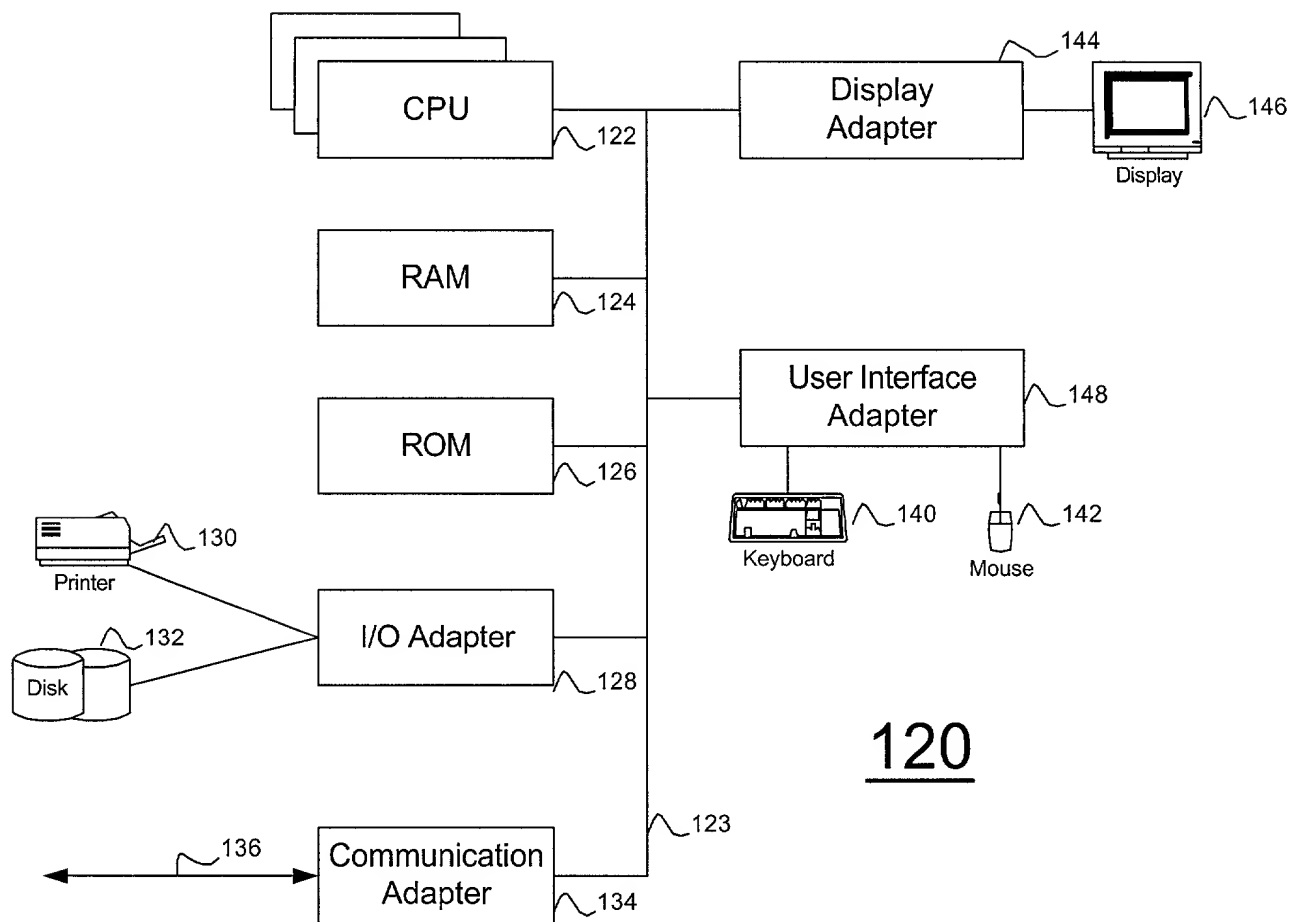 144
CPU
Display
Adapter
146
122
Display
RAM
124
User Interface
Adapter
148
ROM
126
140
142
Keyboard
Mouse
130
Printer
I/O Adapter
132
Disk
128
120
123
136
Communication
Adapter
134